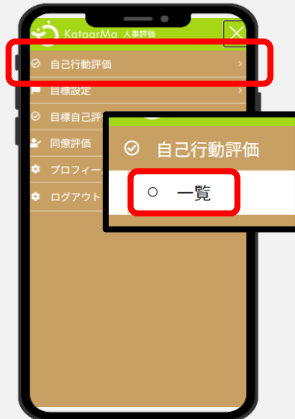 KataarMa 人事評価
自己行動評価
目標設定
目標自己評
同僚評価
プロフィー
ログアウト
自己行動評価
一覧